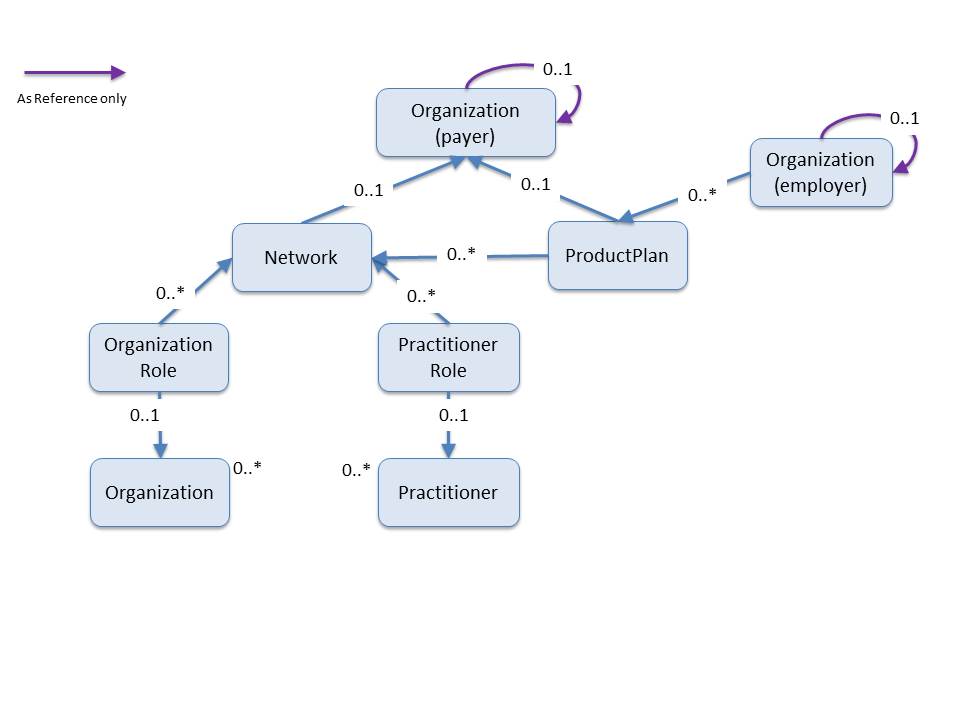 0..1
As Reference only
Organization
(payer)
0..1
Organization
(employer)
0..1
0..1
0..*
Network
0..*
ProductPlan
0..*
0..*
Organization
Role
Practitioner
Role
0..1
0..1
Organization
0..*
0..*
Practitioner